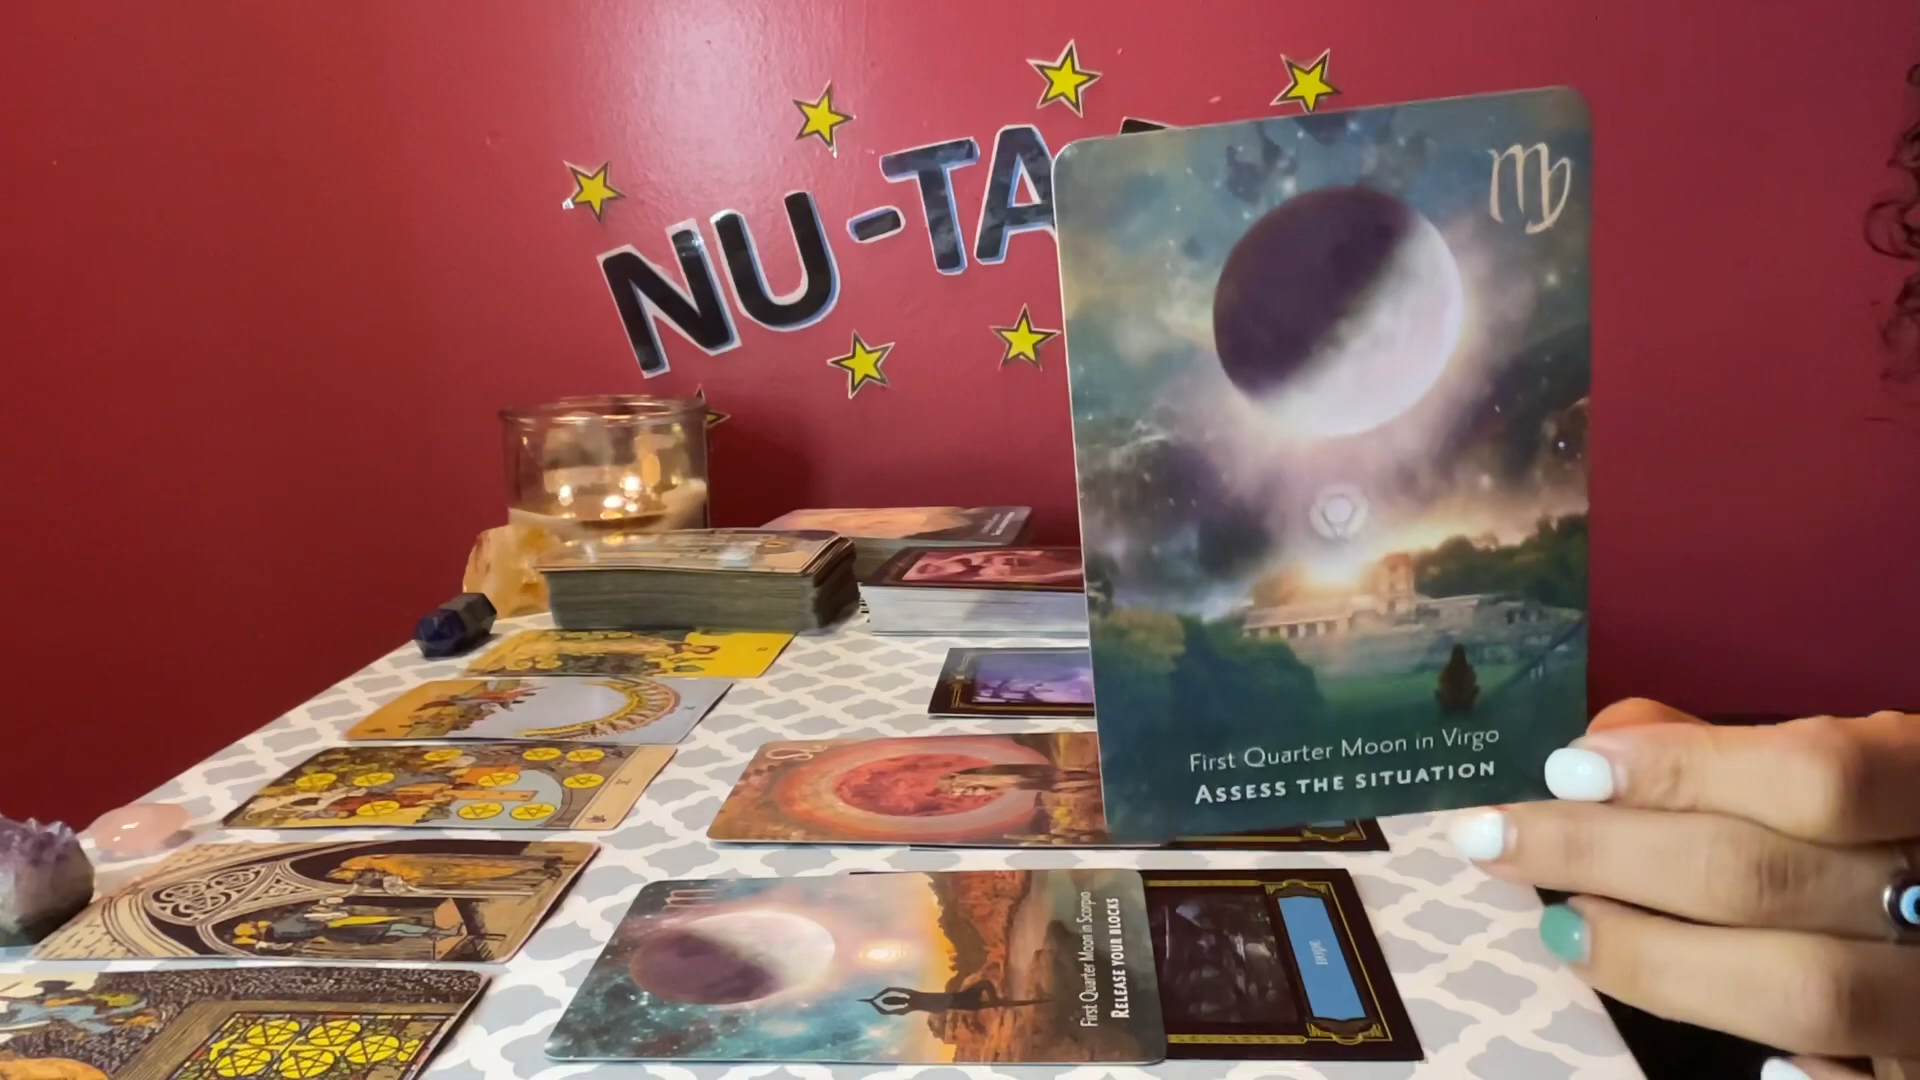 NU-TA
First Quarter Moon in Virgo
ASSESS THE SITUATION
First Quarter Moon in Scorpio
RELEASE YOUR BLOCKS